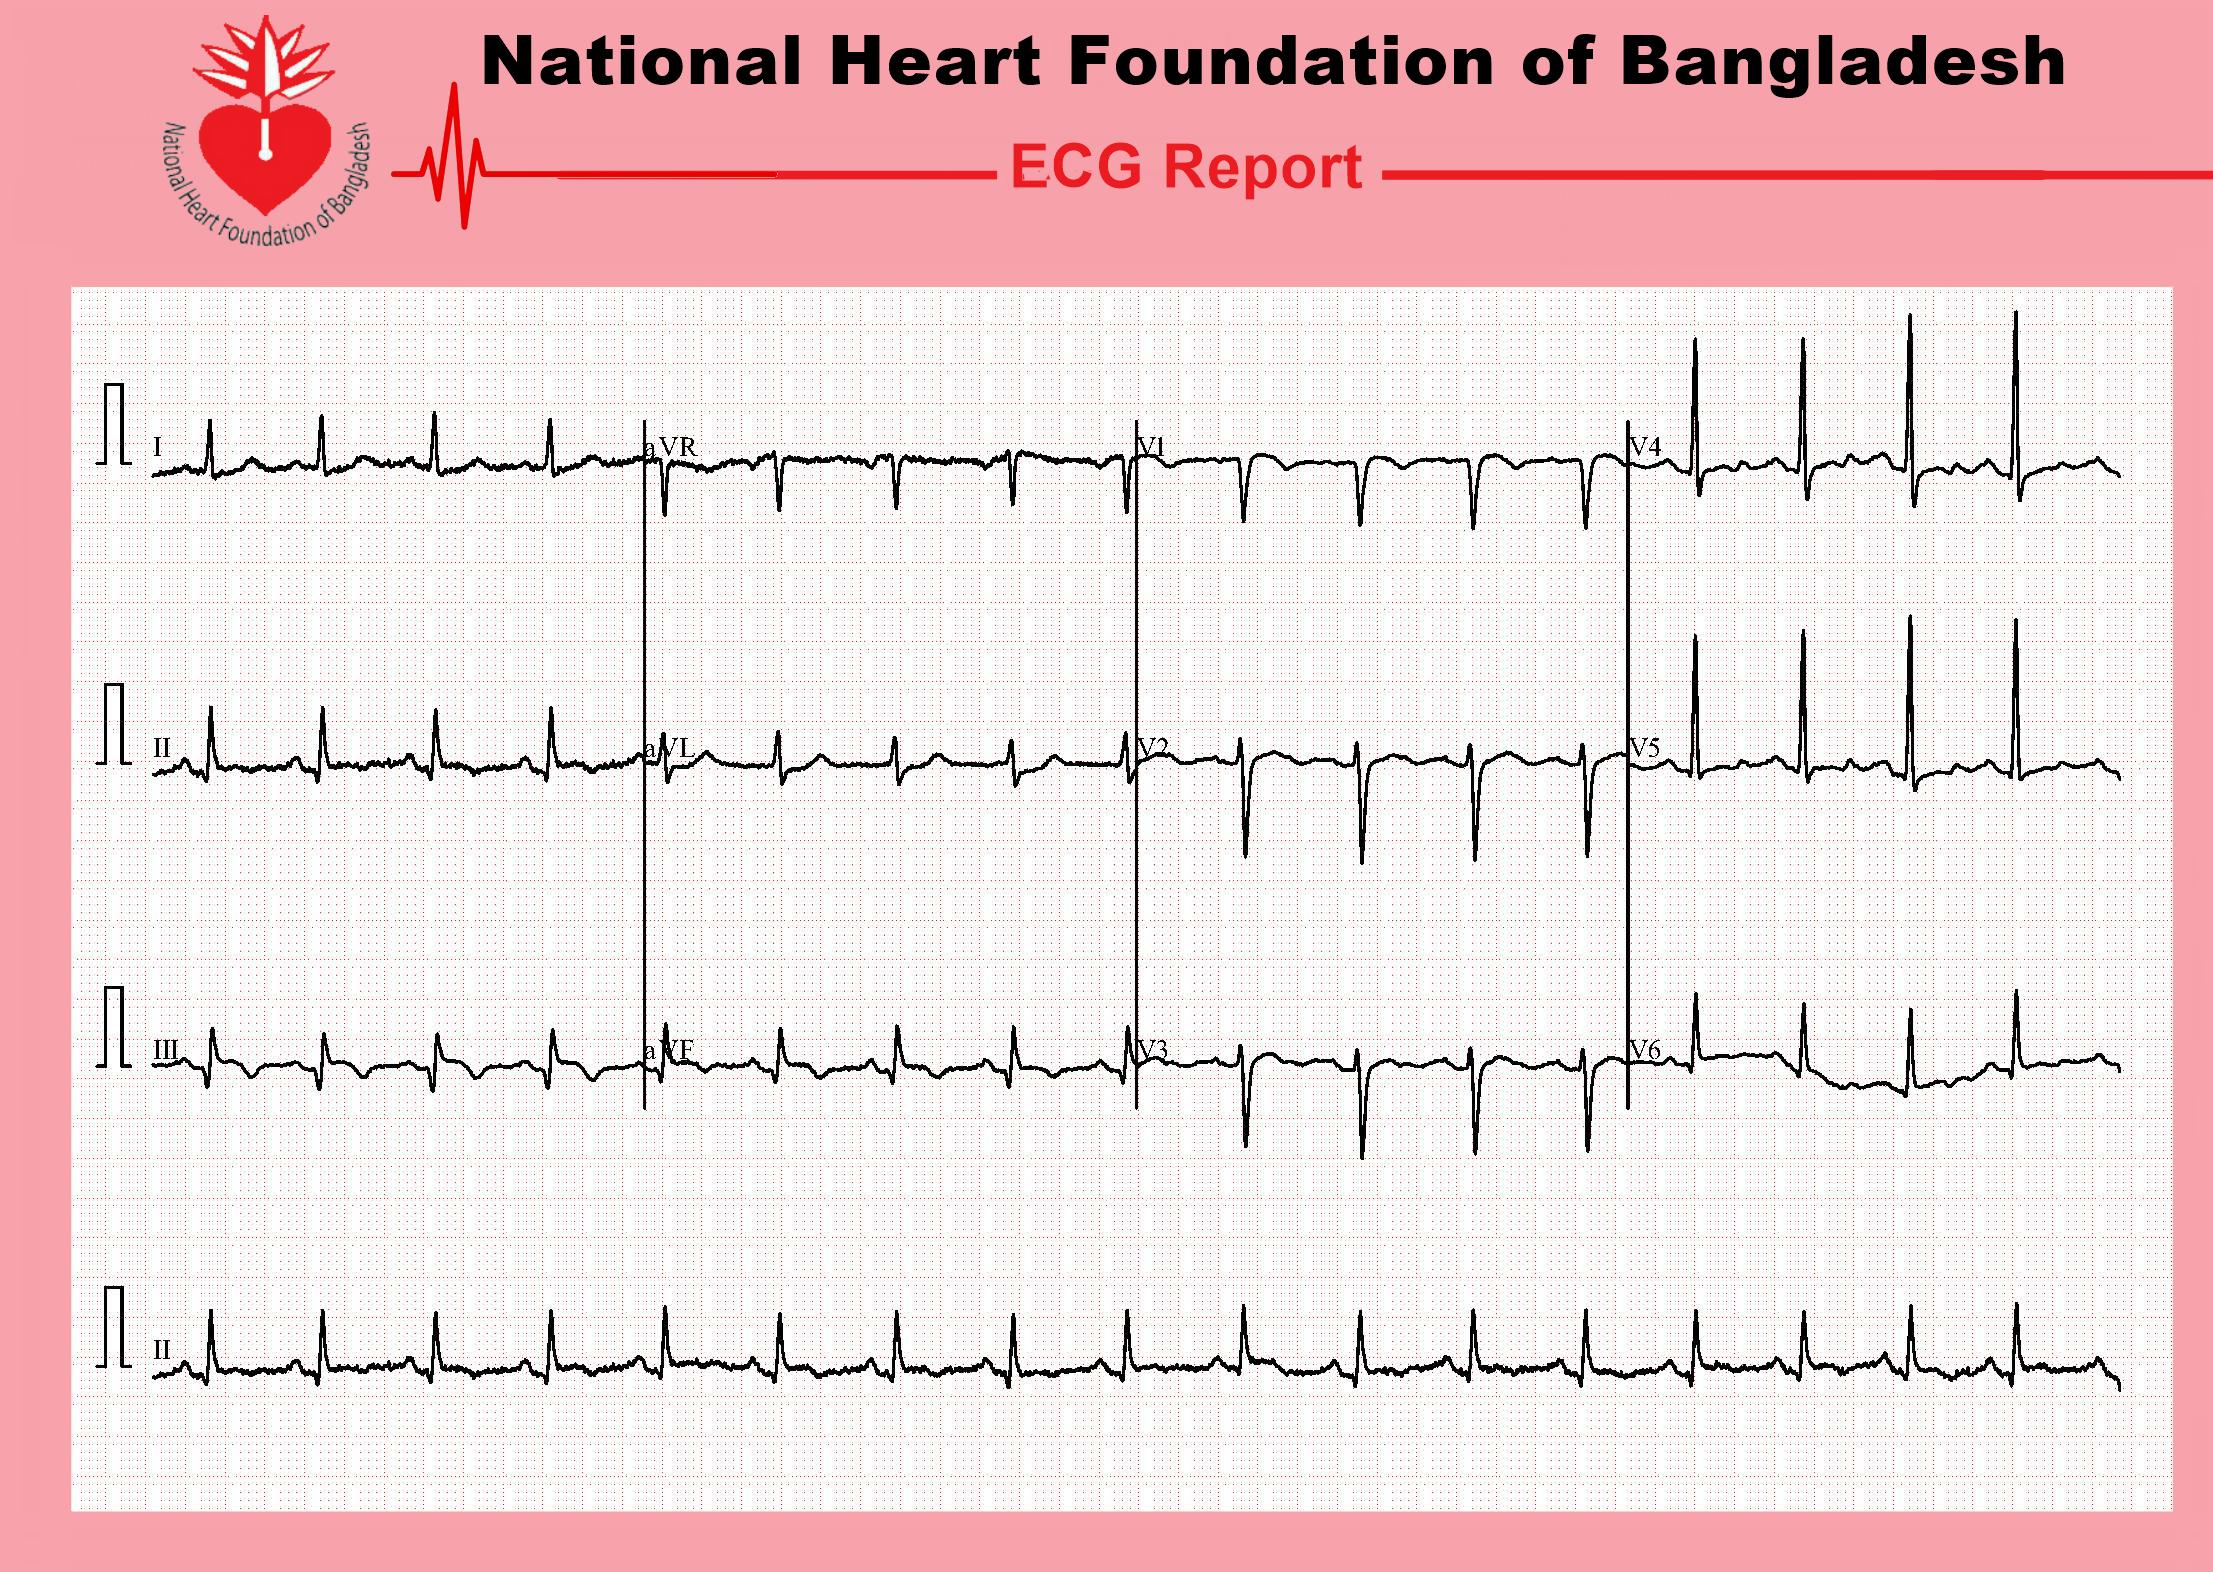 National Heart Foundation of Bangladesh
National Heart Foundation of Bangladesh
ECG Report
I
aVR
V1
V4
II
aVL
V2
V5
III
aVF
V3
V6
II